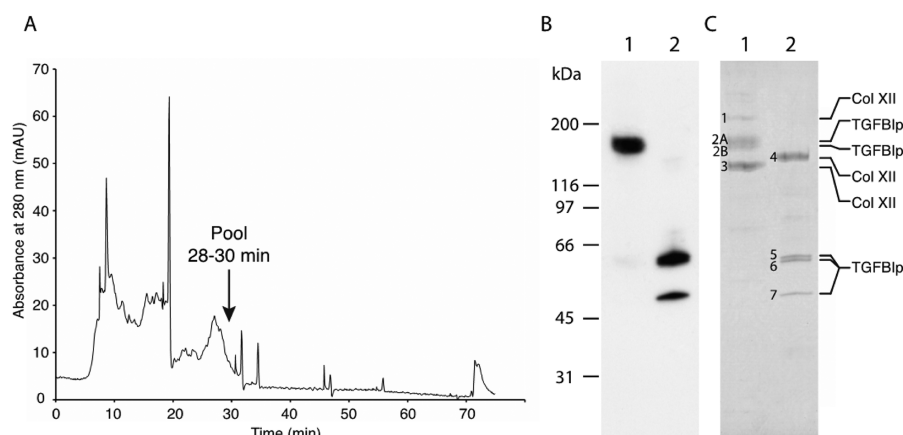 A
B
C
Absorbance at 280 nm (mAU)
70
60
50
40
30
20
10
0
0 10 20 30 40 50 60 70
Time (min)
Pool
28-30 min
1 2
kDa
200
116
97
66
45
31
1 2
1
2A
2B
3
4
5
6
7
Col XII
TGFBIp
TGFBIp
Col XII
Col XII
TGFBIp